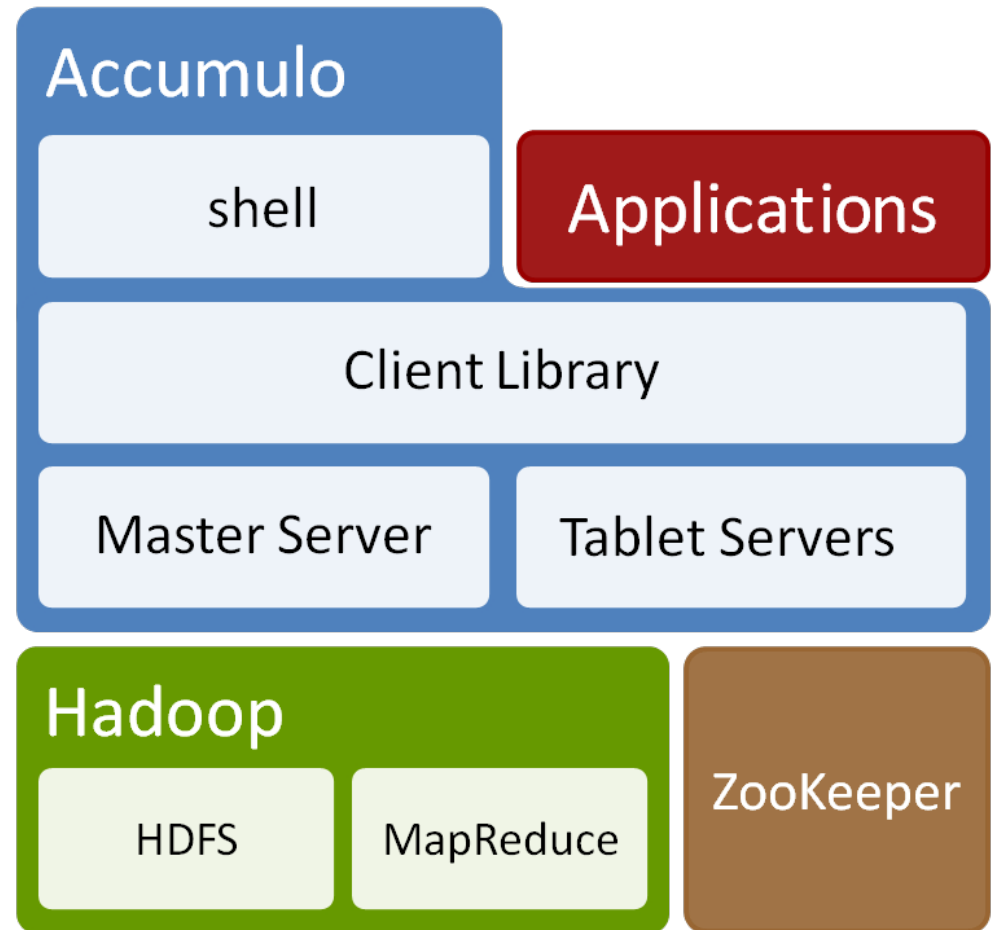 Accumulo
shell
Applications
Client Library
Master Server
Tablet Servers
Hadoop
HDFS
MapReduce
ZooKeeper